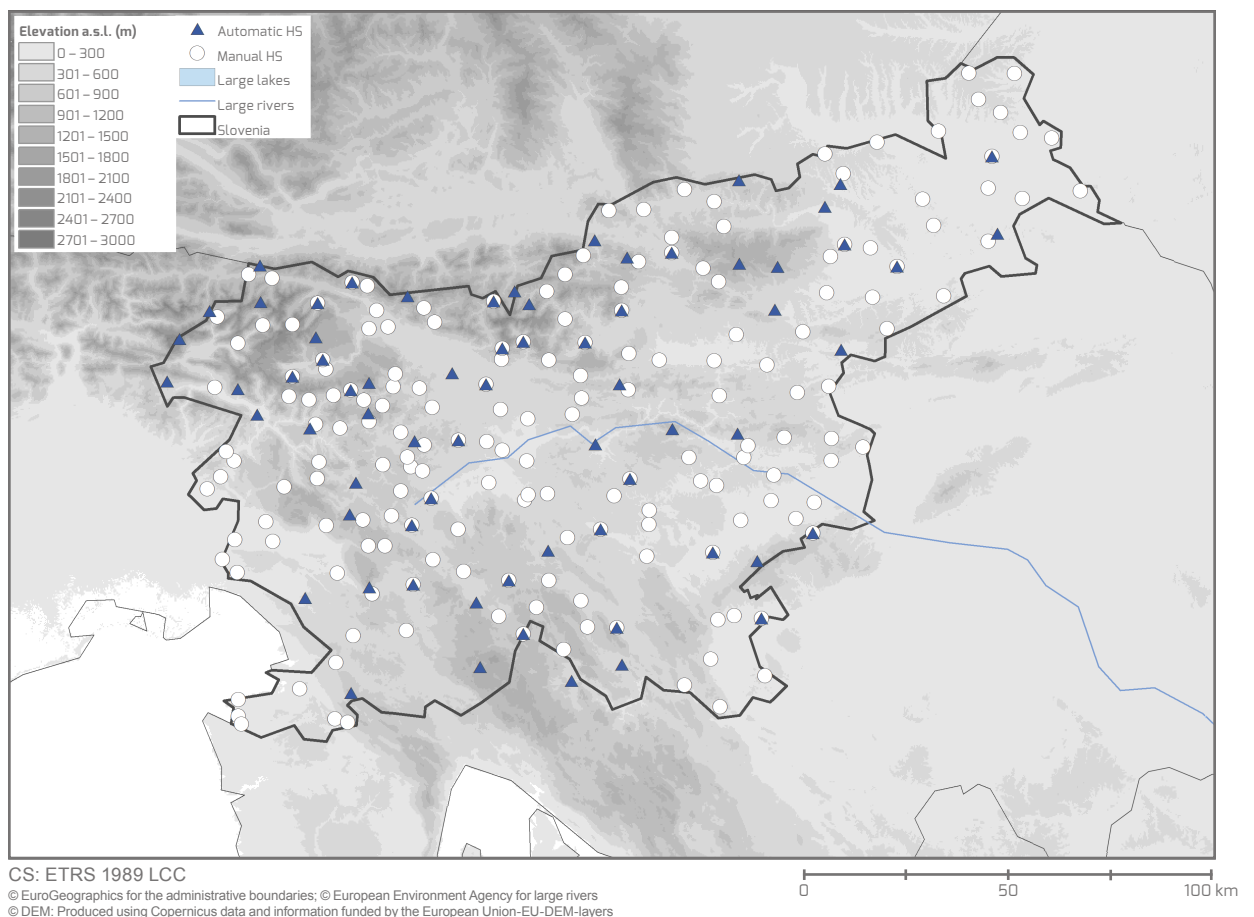 Elevation a.s.l. (m)
0 – 300
301 – 600
601 – 900
901 – 1200
1201 – 1500
1501 – 1800
1801 – 2100
2101 – 2400
2401 – 2700
2701 – 3000
Automatic HS
Manual HS
Large lakes
Large rivers
Slovenia
CS: ETRS 1989 LCC
© EuroGeographics for the administrative boundaries; © European Environment Agency for large rivers
© DEM: Produced using Copernicus data and information funded by the European Union-EU-DEM-layers
0 50 100 km